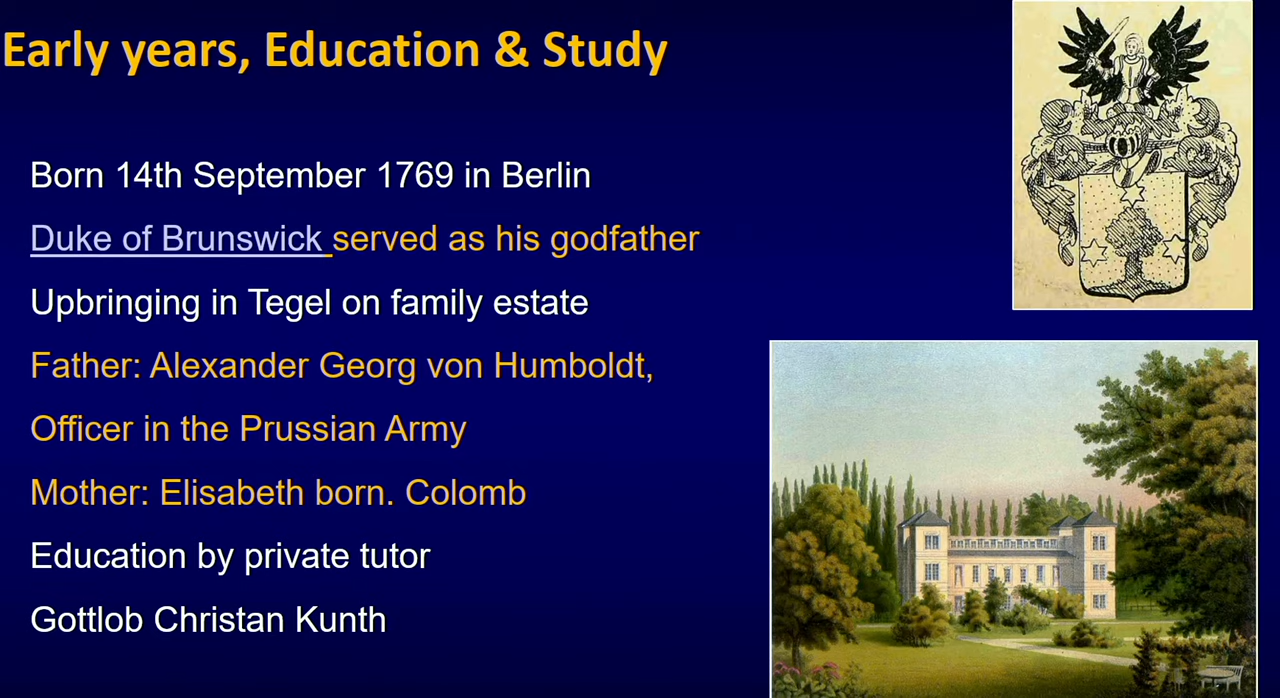 Early years, Education & Study
Born 14th September 1769 in Berlin
Duke of Brunswick served as his godfather
Upbringing in Tegel on family estate
Father: Alexander Georg von Humboldt,
Officer in the Prussian Army
Mother: Elisabeth born. Colomb
Education by private tutor
Gottlob Christan Kunth